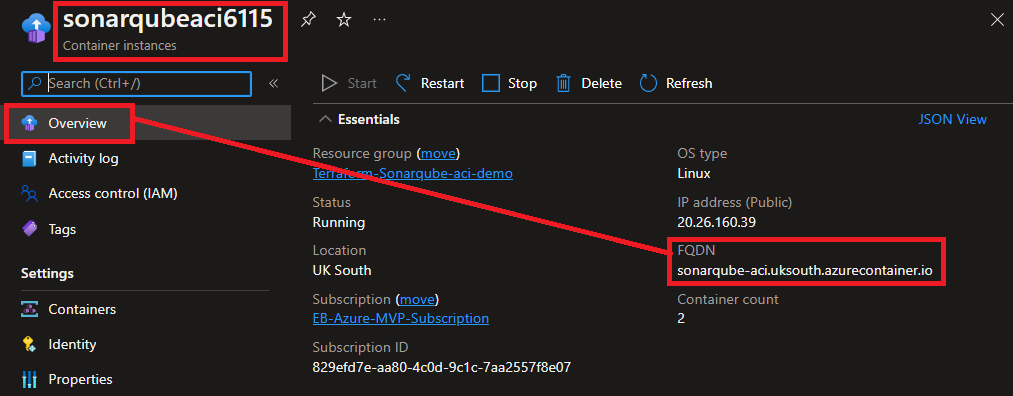 sonarqubeaci6115
Container instances
Search (Ctrl+/)
Overview
Activity log
Access control (IAM)
Tags
Settings
Containers
Identity
Properties
Start Restart Stop Delete Refresh
Essentials JSON View
Resource group (move)
Terraform-Sonarqube-aci-demo
Status
Running
Location
UK South
Subscription (move)
EB-Azure-MVP-Subscription
Subscription ID
829efd7e-aa80-4c0d-9c1c-7aa2557f8e07
OS type
Linux
IP address (Public)
20.26.160.39
FQDN
sonarqube-aci.uksouth.azurecontainer.io
Container count
2